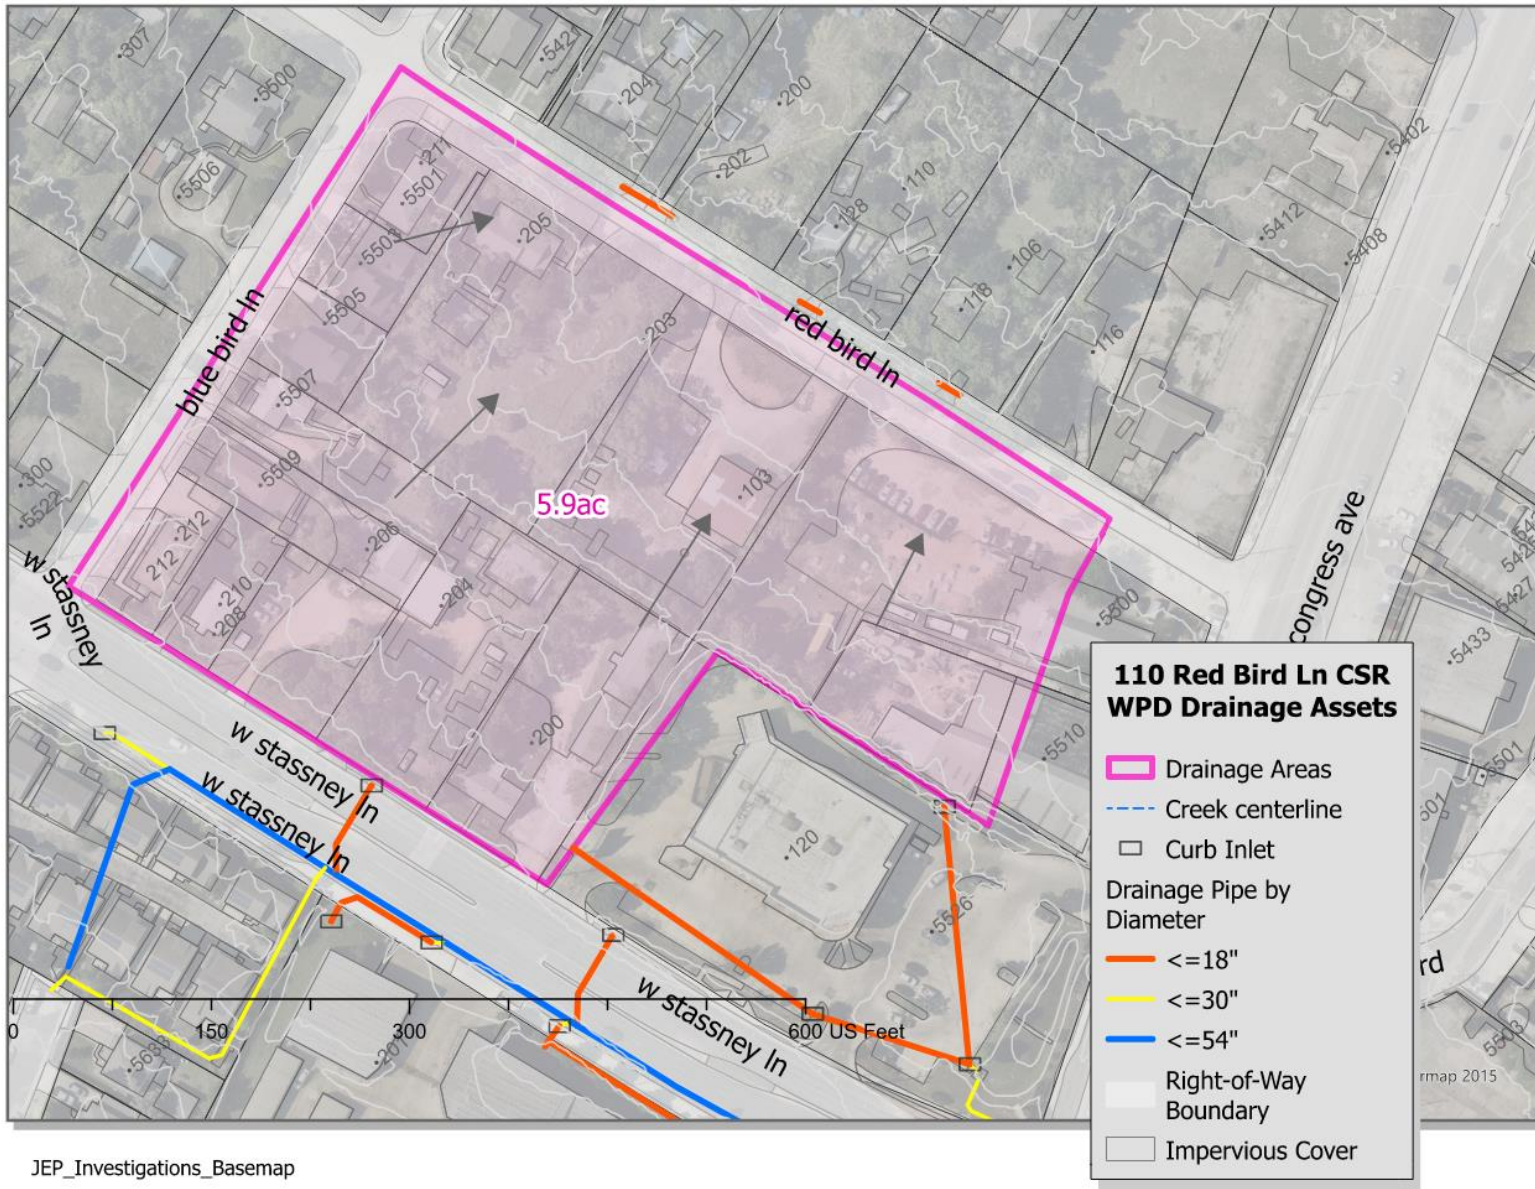 307
5500
5421
204
200
5402
5506
211
5501
202
110
205
128
5412
5408
5503
106
5505
118
blue bird ln
203
red bird ln
116
5507
300
5509
103
5.9ac
5522
212
206
212
congress ave
w stassney
ln
210
204
208
5500
5427
5433
200
w stassney ln
w stassney ln
5510
5501
120
5526
w stassney ln
rd
0
150
300
600 US Feet
5633
5503
rmap 2015
110 Red Bird Ln CSR
WPD Drainage Assets
Drainage Areas
Creek centerline
Curb Inlet
Drainage Pipe by
Diameter
<=18"
<=30"
<=54"
Right-of-Way
Boundary
Impervious Cover
JEP_Investigations_Basemap